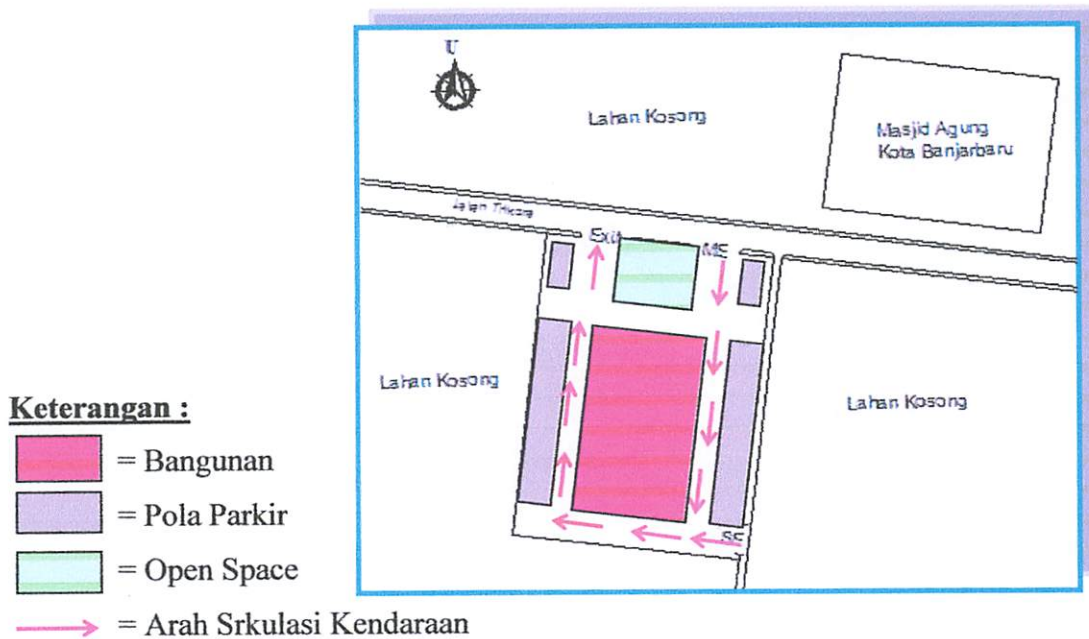 U
Lahan Kosong
Masjid Agung
Kota Banjarbaru
Jalan Trikora
Exit
ME
Lahan Kosong
Lahan Kosong
SE
Keterangan :
= Bangunan
= Pola Parkir
= Open Space
= Arah Srkulasi Kendaraan